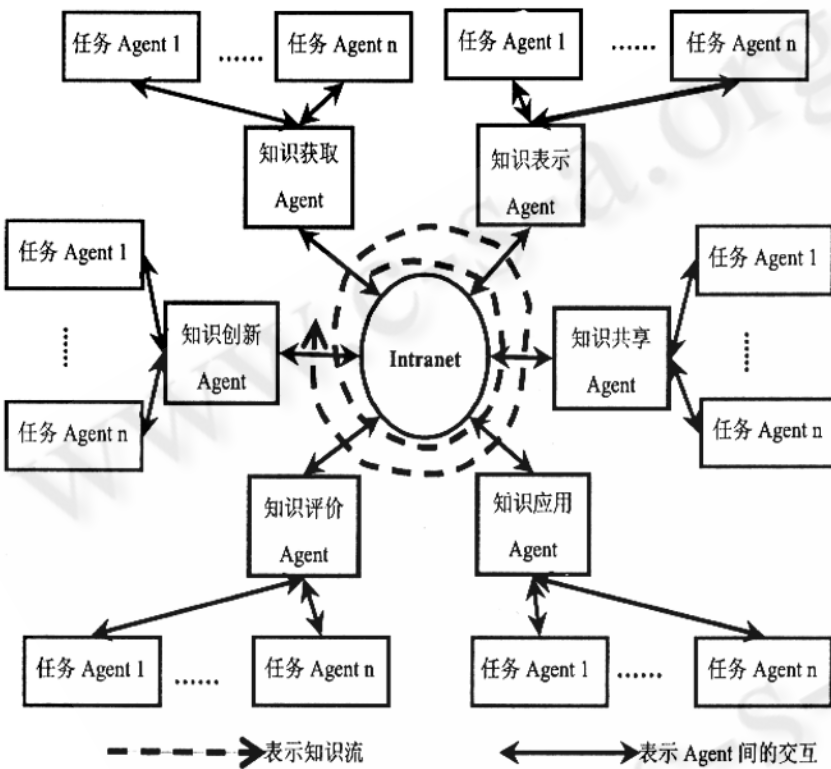 任务 Agent 1
......
任务 Agent n
任务 Agent 1
......
任务 Agent n
知识获取
Agent
知识表示
Agent
任务 Agent 1
......
任务 Agent n
知识创新
Agent
Intranet
知识共享
Agent
任务 Agent 1
......
任务 Agent n
知识评价
Agent
知识应用
Agent
任务 Agent 1
......
任务 Agent n
任务 Agent 1
......
任务 Agent n
表示知识流
表示 Agent 间的交互